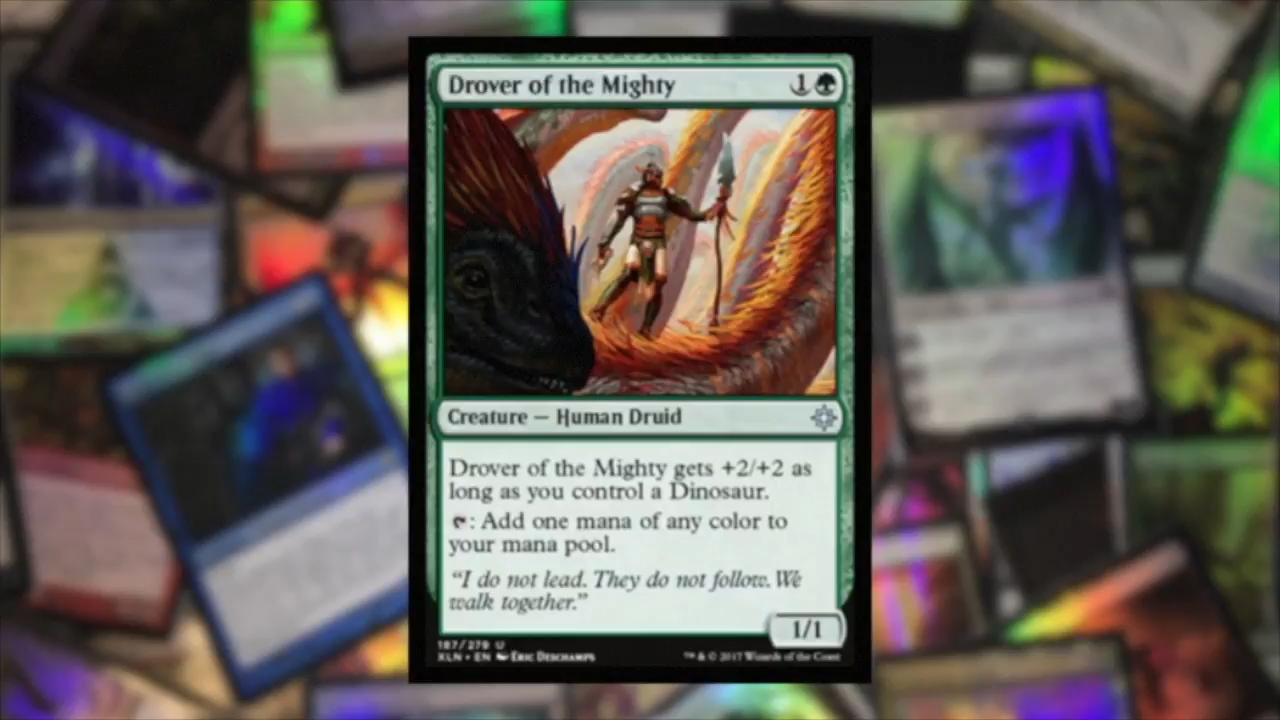 Drover of the Mighty 1
Creature — Human Druid
Drover of the Mighty gets +2/+2 as
long as you control a Dinosaur.
: Add one mana of any color to
your mana pool.
“I do not lead. They do not follow. We
walk together.”
1/1
187/279 U
XLN • EN Eric Deschamps
™ & © 2017 Wizards of the Coast